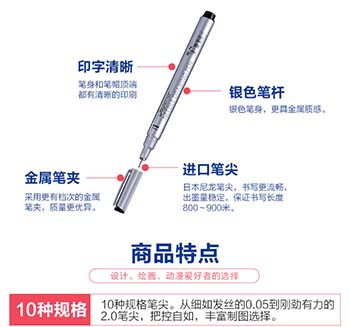 印字清晰
笔身和笔帽顶端
都有清晰的印刷
银色笔杆
银色笔身，更具金属质感。
金属笔夹
采用更有档次的金属
笔夹，质量更优异。
进口笔尖
日本尼龙笔尖，书写更流畅，
出墨量稳定，保证书写长度
800~900米。
商品特点
设计、绘画、动漫爱好者的选择
10种规格
10种规格笔尖。从细如发丝的0.05到刚劲有力的
2.0笔尖，把控自如，丰富制图选择。